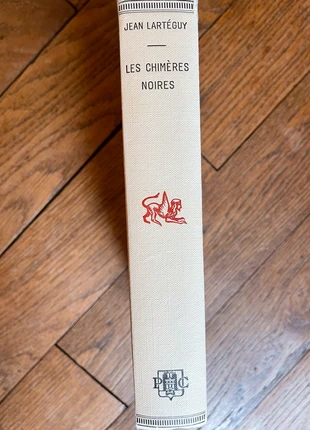 JEAN LARTÉGUY
LES CHIMÈRES
NOIRES
P C